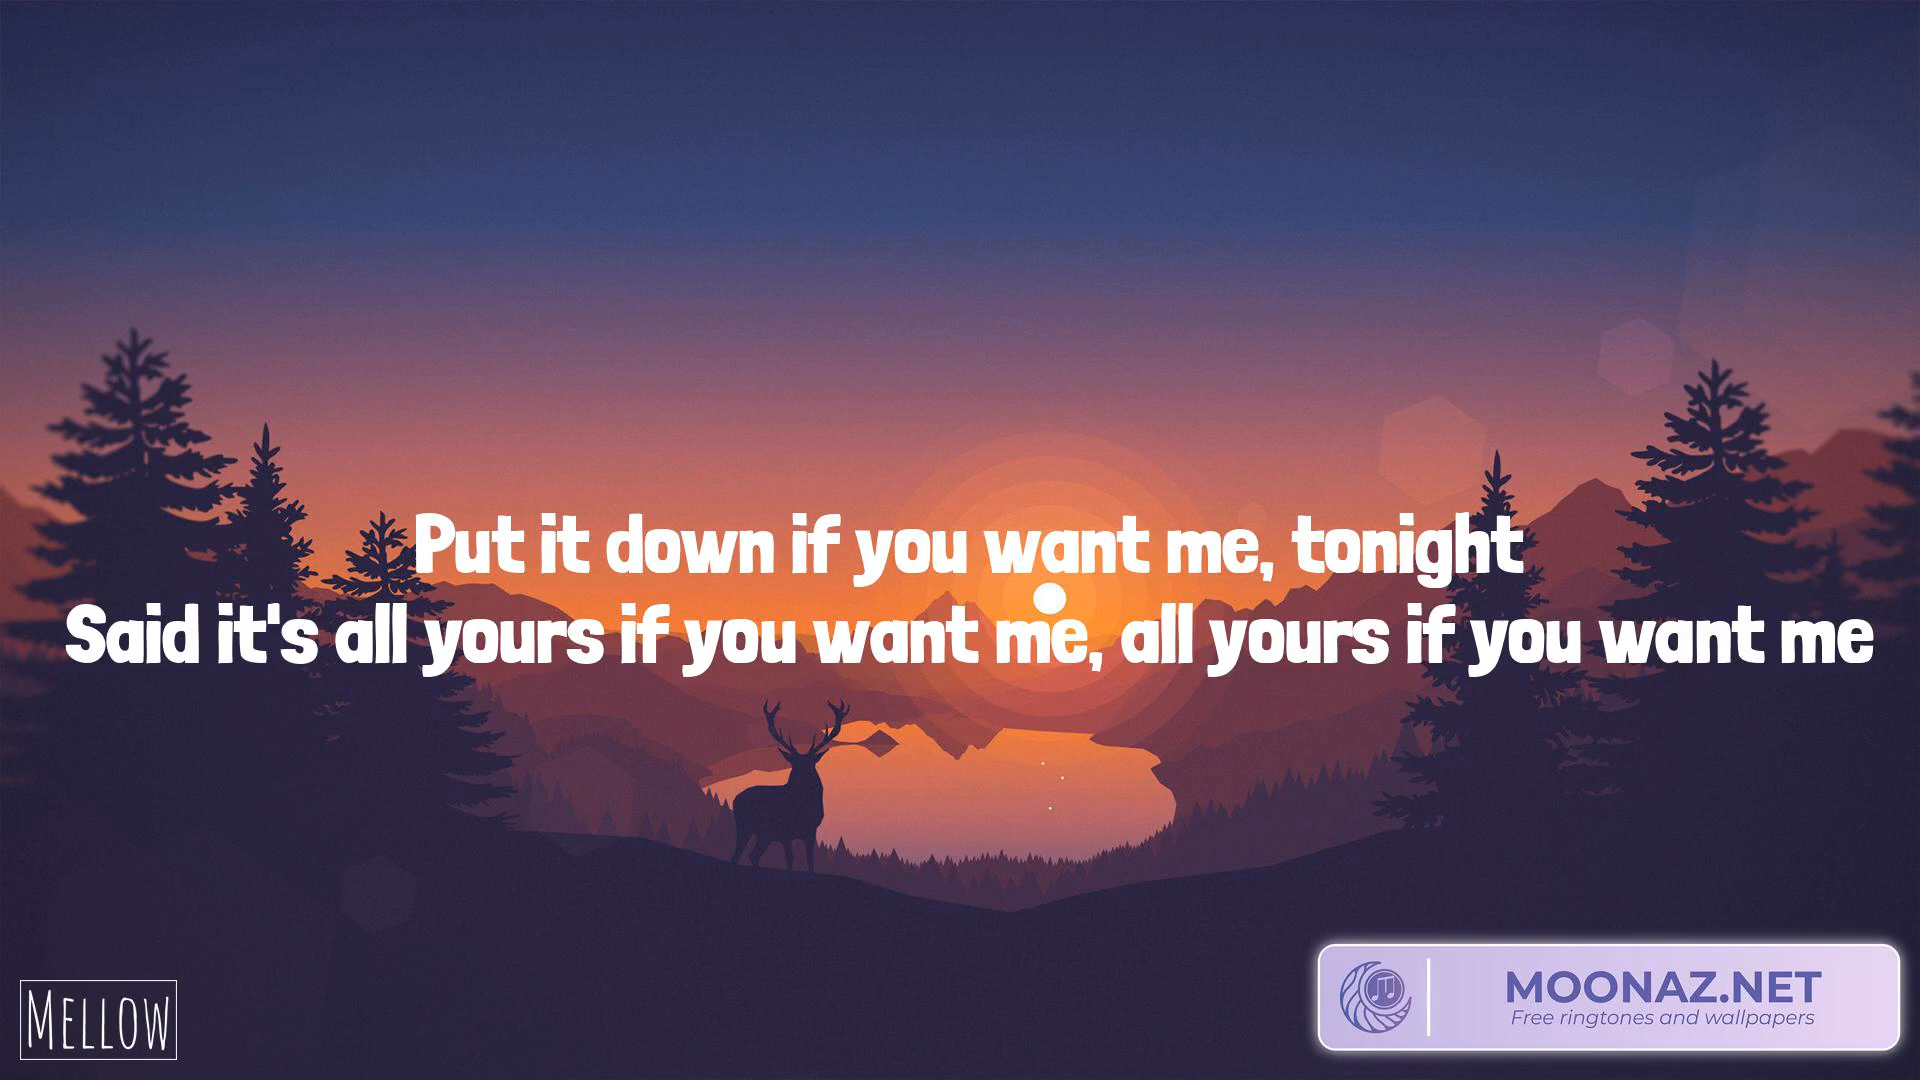 Put it down if you want me, tonight
Said it's all yours if you want me, all yours if you want me
MELLOW
MOONAZ.NET
Free ringtones and wallpapers